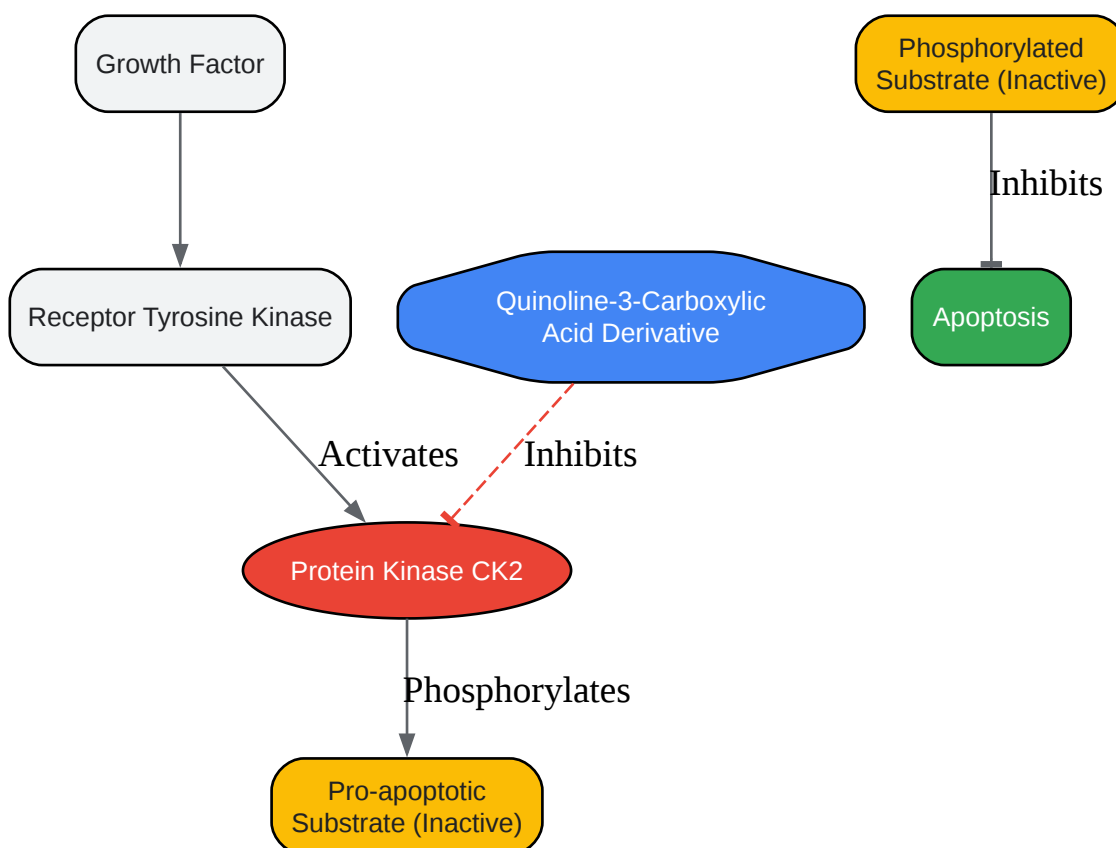 Growth Factor
Phosphorylated
Substrate (Inactive)
Inhibits
Receptor Tyrosine Kinase
Quinoline-3-Carboxylic
Acid Derivative
Apoptosis
Activates
Inhibits
Protein Kinase CK2
Phosphorylates
Pro-apoptotic
Substrate (Inactive)